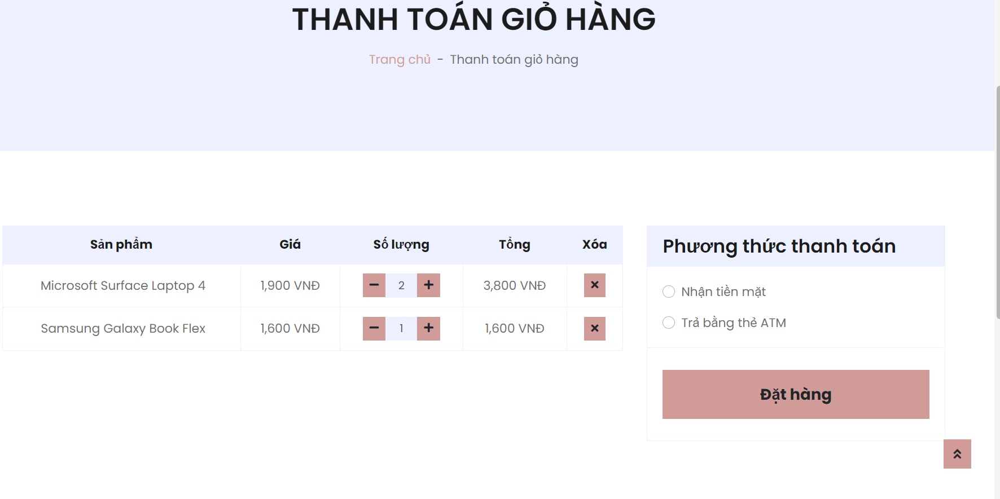 THANH TOÁN GIỎ HÀNG
Trang chủ - Thanh toán giỏ hàng
Sản phẩm Giá Số lượng Tổng Xóa
Microsoft Surface Laptop 4 1,900 VNĐ 2 3,800 VNĐ
Samsung Galaxy Book Flex 1,600 VNĐ 1 1,600 VNĐ
Phương thức thanh toán
Nhận tiền mặt
Trả bằng thẻ ATM
Đặt hàng